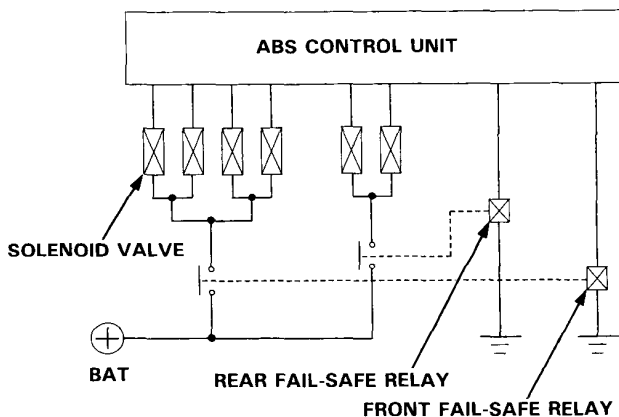 ABS CONTROL UNIT
SOLENOID VALVE
BAT
REAR FAIL-SAFE RELAY
FRONT FAIL-SAFE RELAY